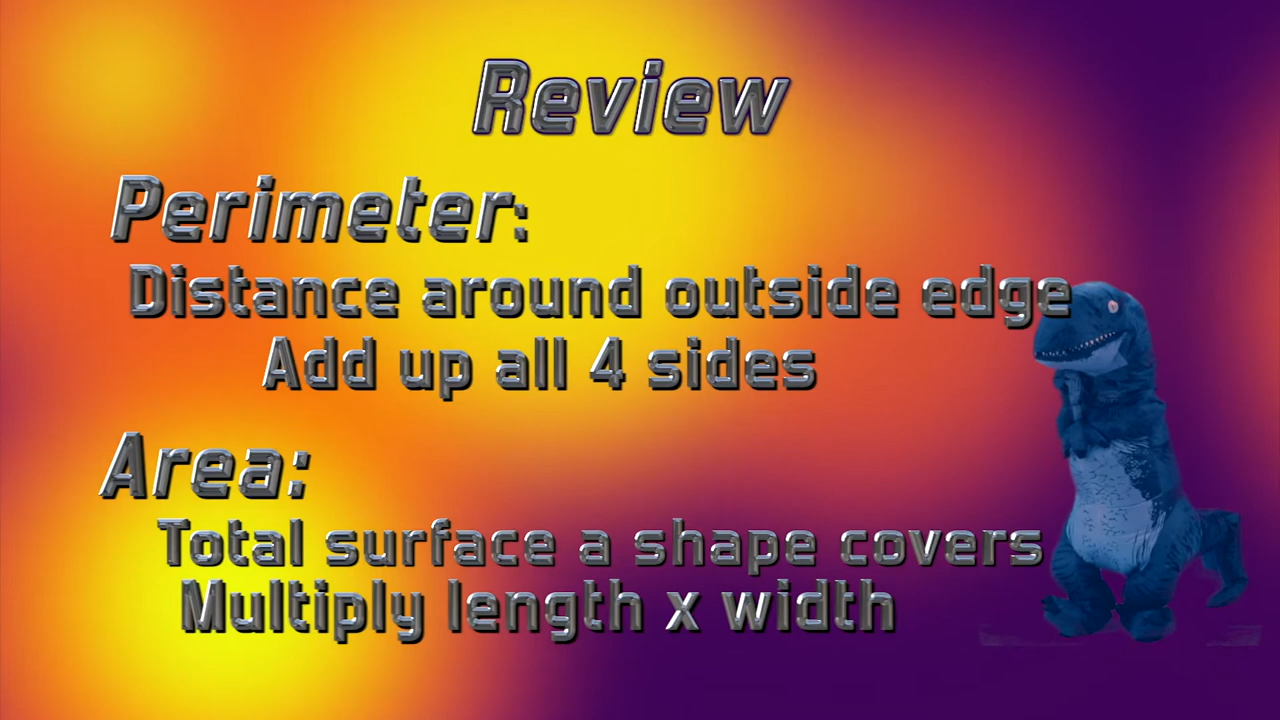 Review
Perimeter:
Distance around outside edge
Add up all 4 sides
Area:
Total surface a shape covers
Multiply length x width